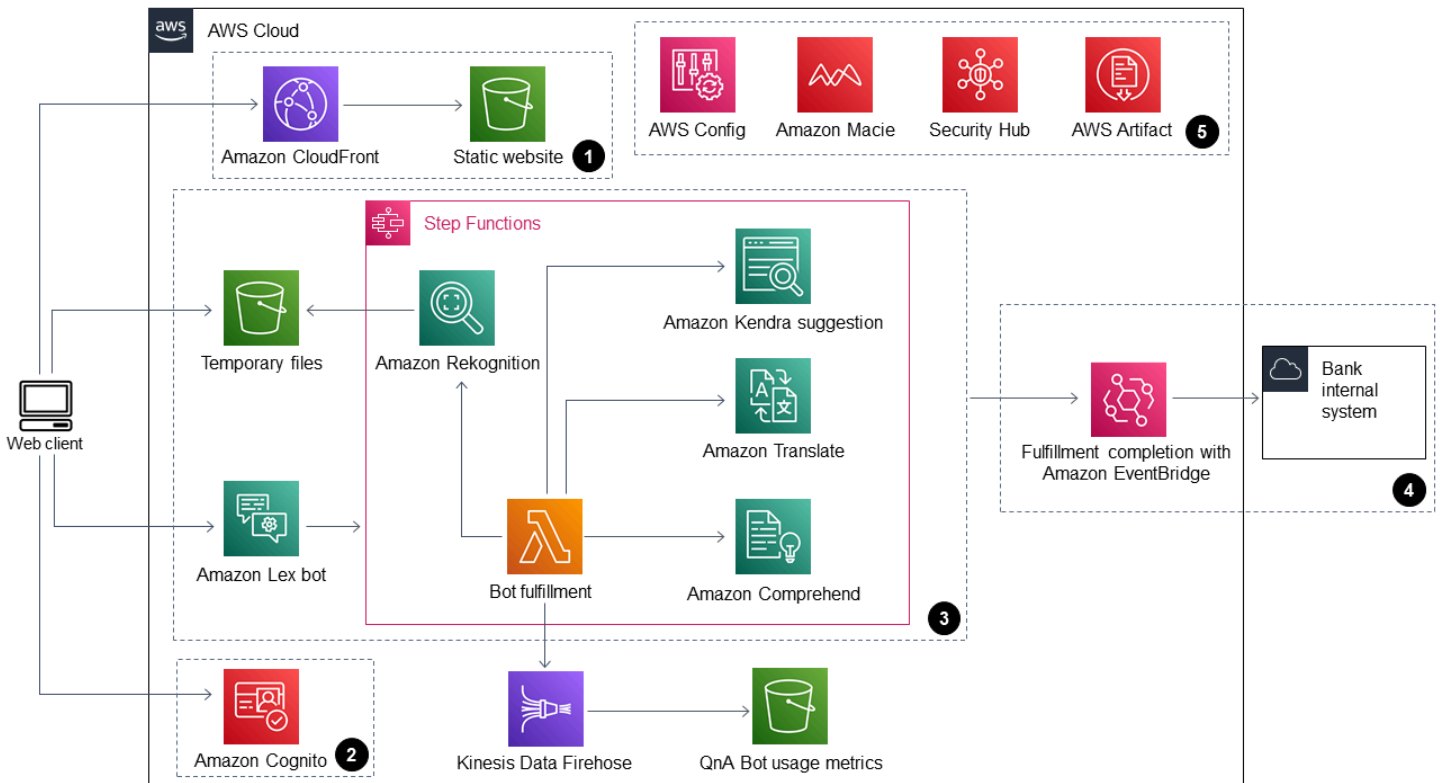 aws
AWS Cloud
Amazon CloudFront
Static website
1
AWS Config
Amazon Macie
Security Hub
AWS Artifact
5
Step Functions
Temporary files
Amazon Rekognition
Amazon Kendra suggestion
A
文
Amazon Translate
Web client
Amazon Lex bot
Bot fulfillment
Amazon Comprehend
3
Fulfillment completion with
Amazon EventBridge
Bank
internal
system
4
Amazon Cognito
2
Kinesis Data Firehose
QnA Bot usage metrics